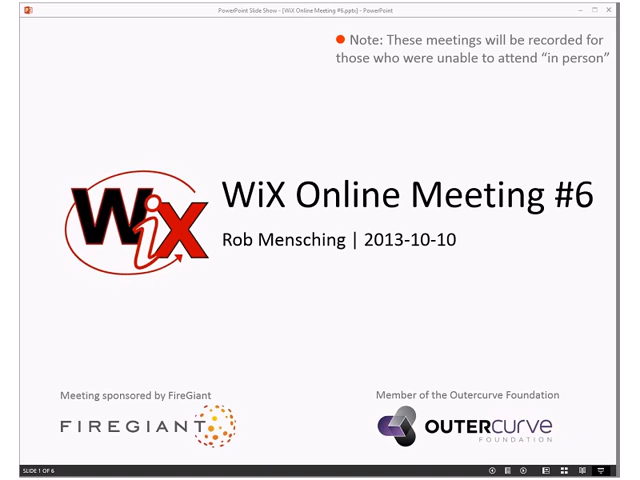 PowerPoint Slide Show - [WiX Online Meeting #6.pptx] - PowerPoint
Note: These meetings will be recorded for
those who were unable to attend “in person”
WiX
WiX Online Meeting #6
Rob Mensching | 2013-10-10
Meeting sponsored by FireGiant
FIREGIANT
Member of the Outercurve Foundation
OUTERCURVE
FOUNDATION
SLIDE 1 OF 6